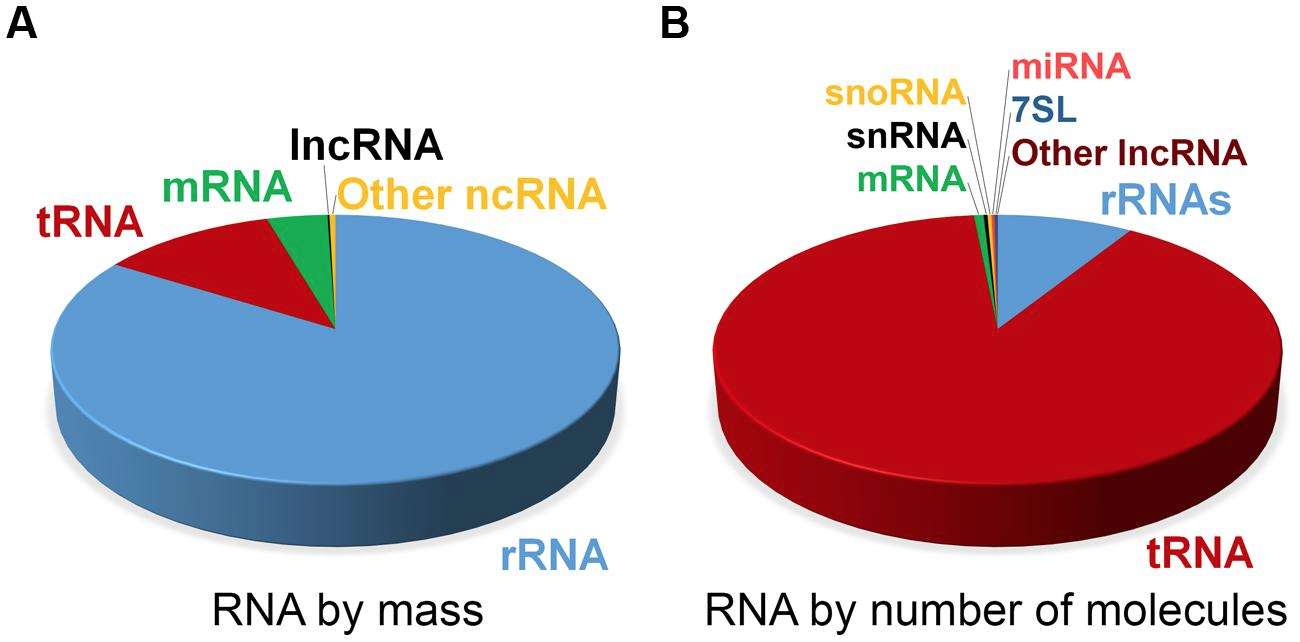 A
lncRNA
mRNA
Other ncRNA
tRNA
rRNA
RNA by mass
B
miRNA
snoRNA
7SL
snRNA
Other lncRNA
mRNA
rRNAs
tRNA
RNA by number of molecules